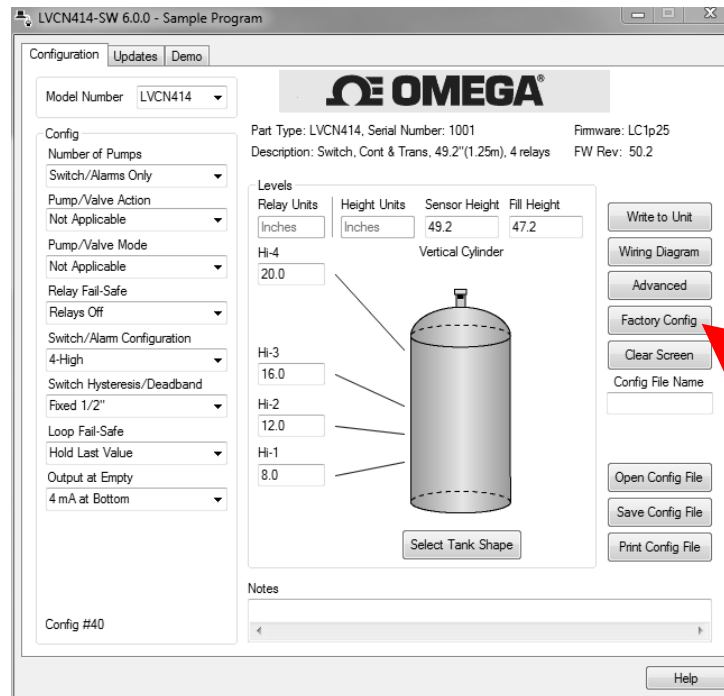 LVCN414-SW 6.0.0 - Sample Program
Configuration Updates Demo
Model Number LVCN414
ΩE OMEGA®
Part Type: LVCN414, Serial Number: 1001 Firmware: LC1p25
Description: Switch, Cont & Trans, 49.2"(1.25m), 4 relays FW Rev: 50.2
Config
Number of Pumps
Switch/Alarms Only
Pump/Valve Action
Not Applicable
Pump/Valve Mode
Not Applicable
Relay Fail-Safe
Relays Off
Switch/Alarm Configuration
4-High
Switch Hysteresis/Deadband
Fixed 1/2"
Loop Fail-Safe
Hold Last Value
Output at Empty
4 mA at Bottom
Config #40
Levels
Relay Units Height Units Sensor Height Fill Height
Inches Inches 49.2 47.2
Hi-4 Vertical Cylinder
20.0
Hi-3
16.0
Hi-2
12.0
Hi-1
8.0
Select Tank Shape
Write to Unit
Wiring Diagram
Advanced
Factory Config
Clear Screen
Config File Name
Open Config File
Save Config File
Print Config File
Notes
Help